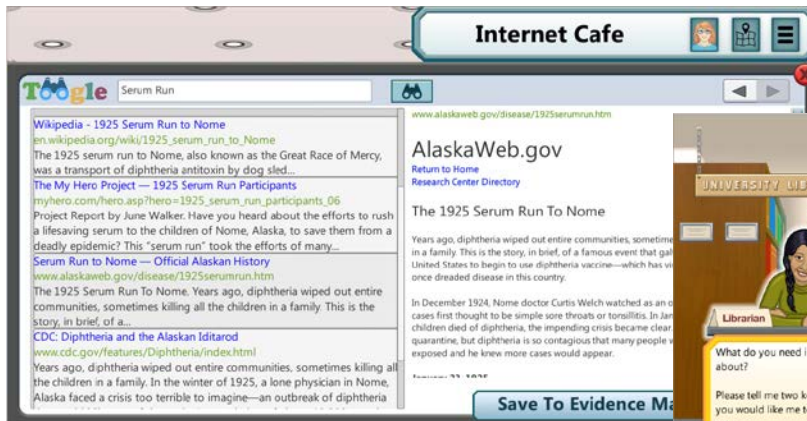 Internet Cafe
Toogle
Serum Run
Wikipedia - 1925 Serum Run to Nome
en.wikipedia.org/wiki/1925_serum_run_to_Nome
The 1925 serum run to Nome, also known as the Great Race of Mercy,
was a transport of diphtheria antitoxin by dog sled...
The My Hero Project — 1925 Serum Run Participants
myhero.com/hero.asp?hero=1925_serum_run_participants_06
Project Report by June Walker. Have you heard about the efforts to rush
a lifesaving serum to the children of Nome, Alaska, to save them from a
deadly epidemic? This "serum run" took the efforts of many...
Serum Run to Nome — Official Alaskan History
www.alaskaweb.gov/disease/1925serumrun.htm
The 1925 Serum Run To Nome. Years ago, diphtheria wiped out entire
communities, sometimes killing all the children in a family. This is the
story, in brief, of a...
CDC: Diphtheria and the Alaskan Iditarod
www.cdc.gov/features/Diphtheria/index.html
Years ago, diphtheria wiped out entire communities, sometimes killing all
the children in a family. In the winter of 1925, a lone physician in Nome,
Alaska faced a crisis too terrible to imagine—an outbreak of diphtheria
www.alaskaweb.gov/disease/1925serumrun.htm
AlaskaWeb.gov
Return to Home
Research Center Directory
The 1925 Serum Run To Nome
Years ago, diphtheria wiped out entire communities, sometime
in a family. This is the story, in brief, of a famous event that gal
United States to begin to use diphtheria vaccine—which has vi
once dreaded disease in this country.
In December 1924, Nome doctor Curtis Welch watched as an o
cases first thought to be simple sore throats or tonsillitis. In Jan
children died of diphtheria, the impending crisis became clear.
quarantine, but diphtheria is so contagious that many people w
exposed and he knew more cases would appear.
Save To Evidence Ma
UNIVERSITY LIB
Librarian
What do you need i
about?
Please tell me two k
you would like me t